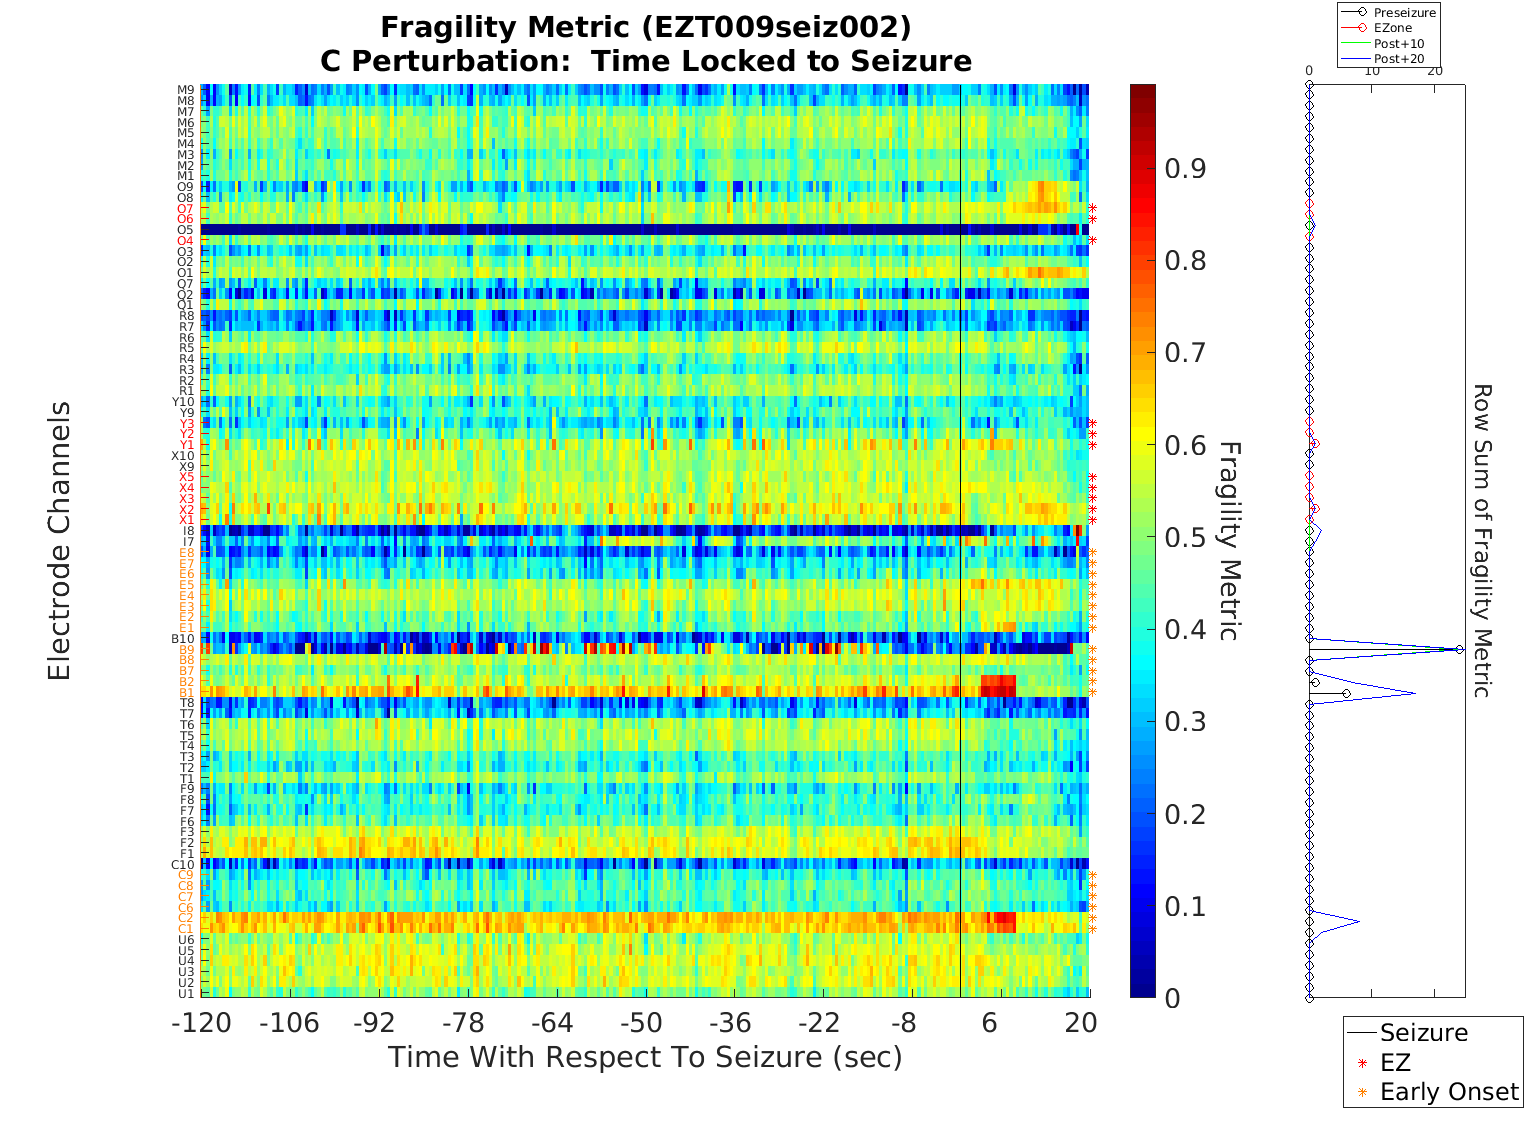 Fragility Metric (EZT009seiz002)
C Perturbation:  Time Locked to Seizure
Preseizure
EZone
Post+10
Post+20
0 10 20
Electrode Channels
M9
M8
M7
M6
M5
M4
M3
M2
M1
O9
O8
O7
O6
O5
O4
O3
O2
O1
Q7
Q2
Q1
R8
R7
R6
R5
R4
R3
R2
R1
Y10
Y9
Y3
Y2
Y1
X10
X9
X5
X4
X3
X2
X1
I8
I7
E8
E7
E6
E5
E4
E3
E2
E1
B10
B9
B8
B7
B2
B1
T8
T7
T6
T5
T4
T3
T2
T1
F9
F8
F7
F6
F3
F2
F1
C10
C9
C8
C7
C6
C2
C1
U6
U5
U4
U3
U2
U1
-120 -106 -92 -78 -64 -50 -36 -22 -8 6 20
Time With Respect To Seizure (sec)
0.9
0.8
0.7
0.6
0.5
0.4
0.3
0.2
0.1
0
Fragility Metric
Row Sum of Fragility Metric
Seizure
EZ
Early Onset